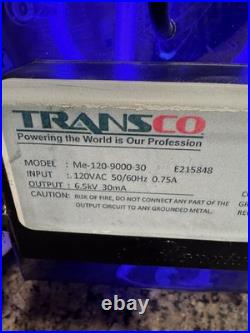 TRANSCO
Powering the World is Our Profession
MODEL : Me-120-9000-30 E215848
INPUT : 120VAC 50/60Hz 0.75A
OUTPUT : 6.5kV 30mA
CAUTION: RISK OF FIRE, DO NOT CONNECT ANY PART OF THE
OUTPUT CIRCUIT TO ANY GROUNDED METAL.